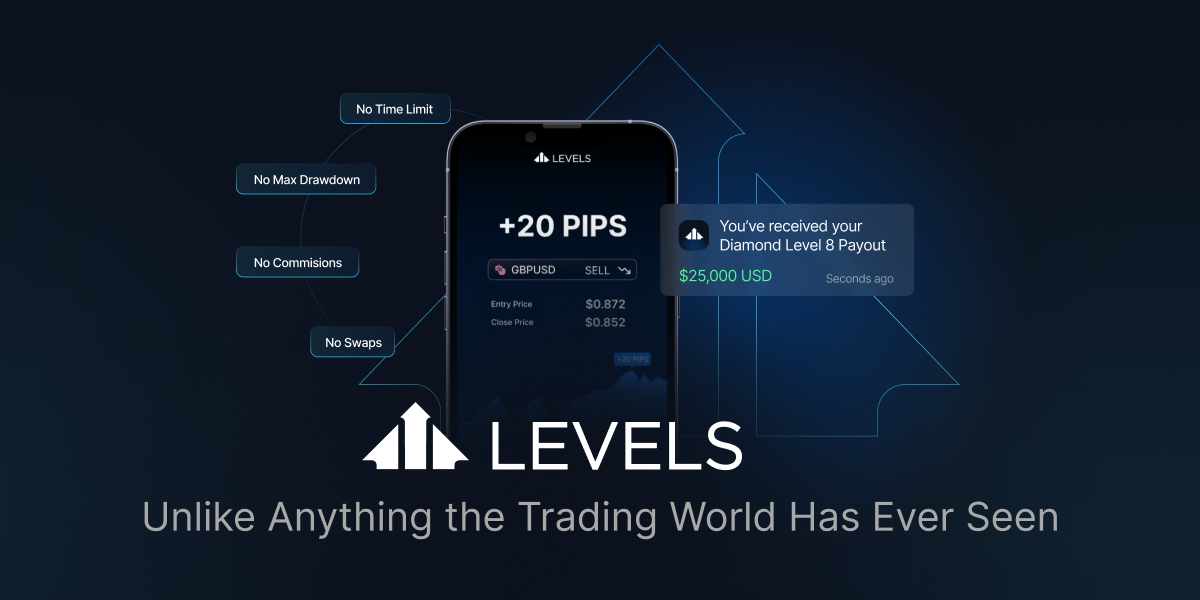 No Time Limit
No Max Drawdown
No Commisions
No Swaps
LEVELS
+20 PIPS
GBPUSD SELL
Entry Price $0.872
Close Price $0.852
+20 PIPS
You've received your
Diamond Level 8 Payout
$25,000 USD Seconds ago
LEVELS
Unlike Anything the Trading World Has Ever Seen